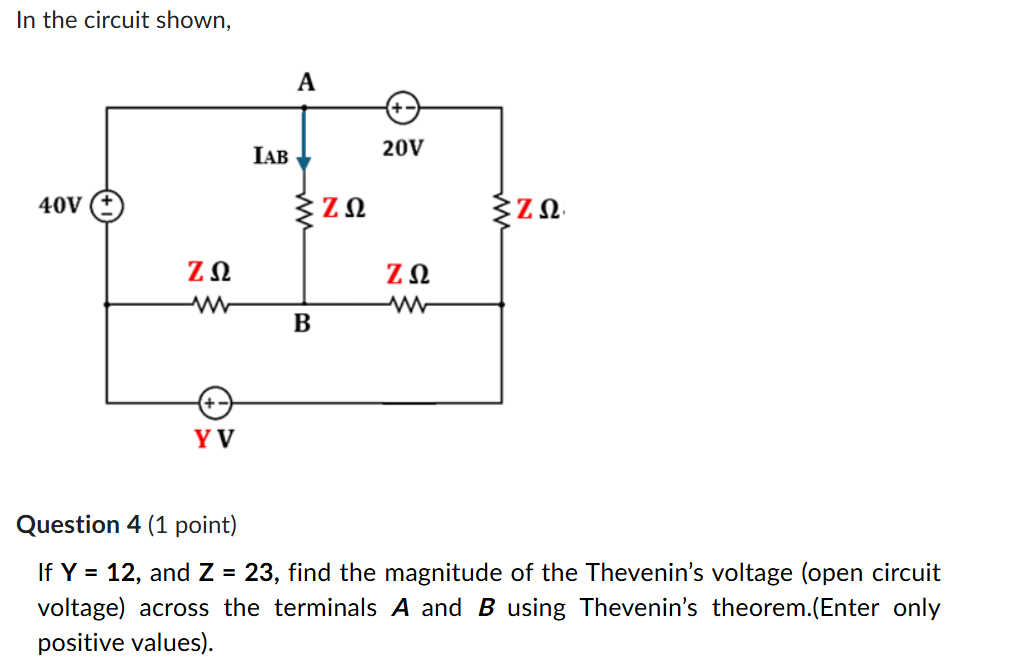 In the circuit shown,
A
+-
20V
IAB
40V
+
-
Z Ω
Z Ω
Z Ω
Z Ω
B
+-
Y V
Question 4 (1 point)
If Y = 12, and Z = 23, find the magnitude of the Thevenin's voltage (open circuit
voltage) across the terminals A and B using Thevenin's theorem.(Enter only
positive values).